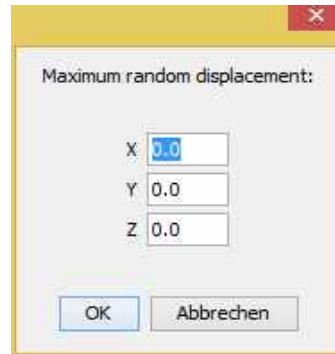 Maximum random displacement:
X 0.0
Y 0.0
Z 0.0
OK Abbrechen